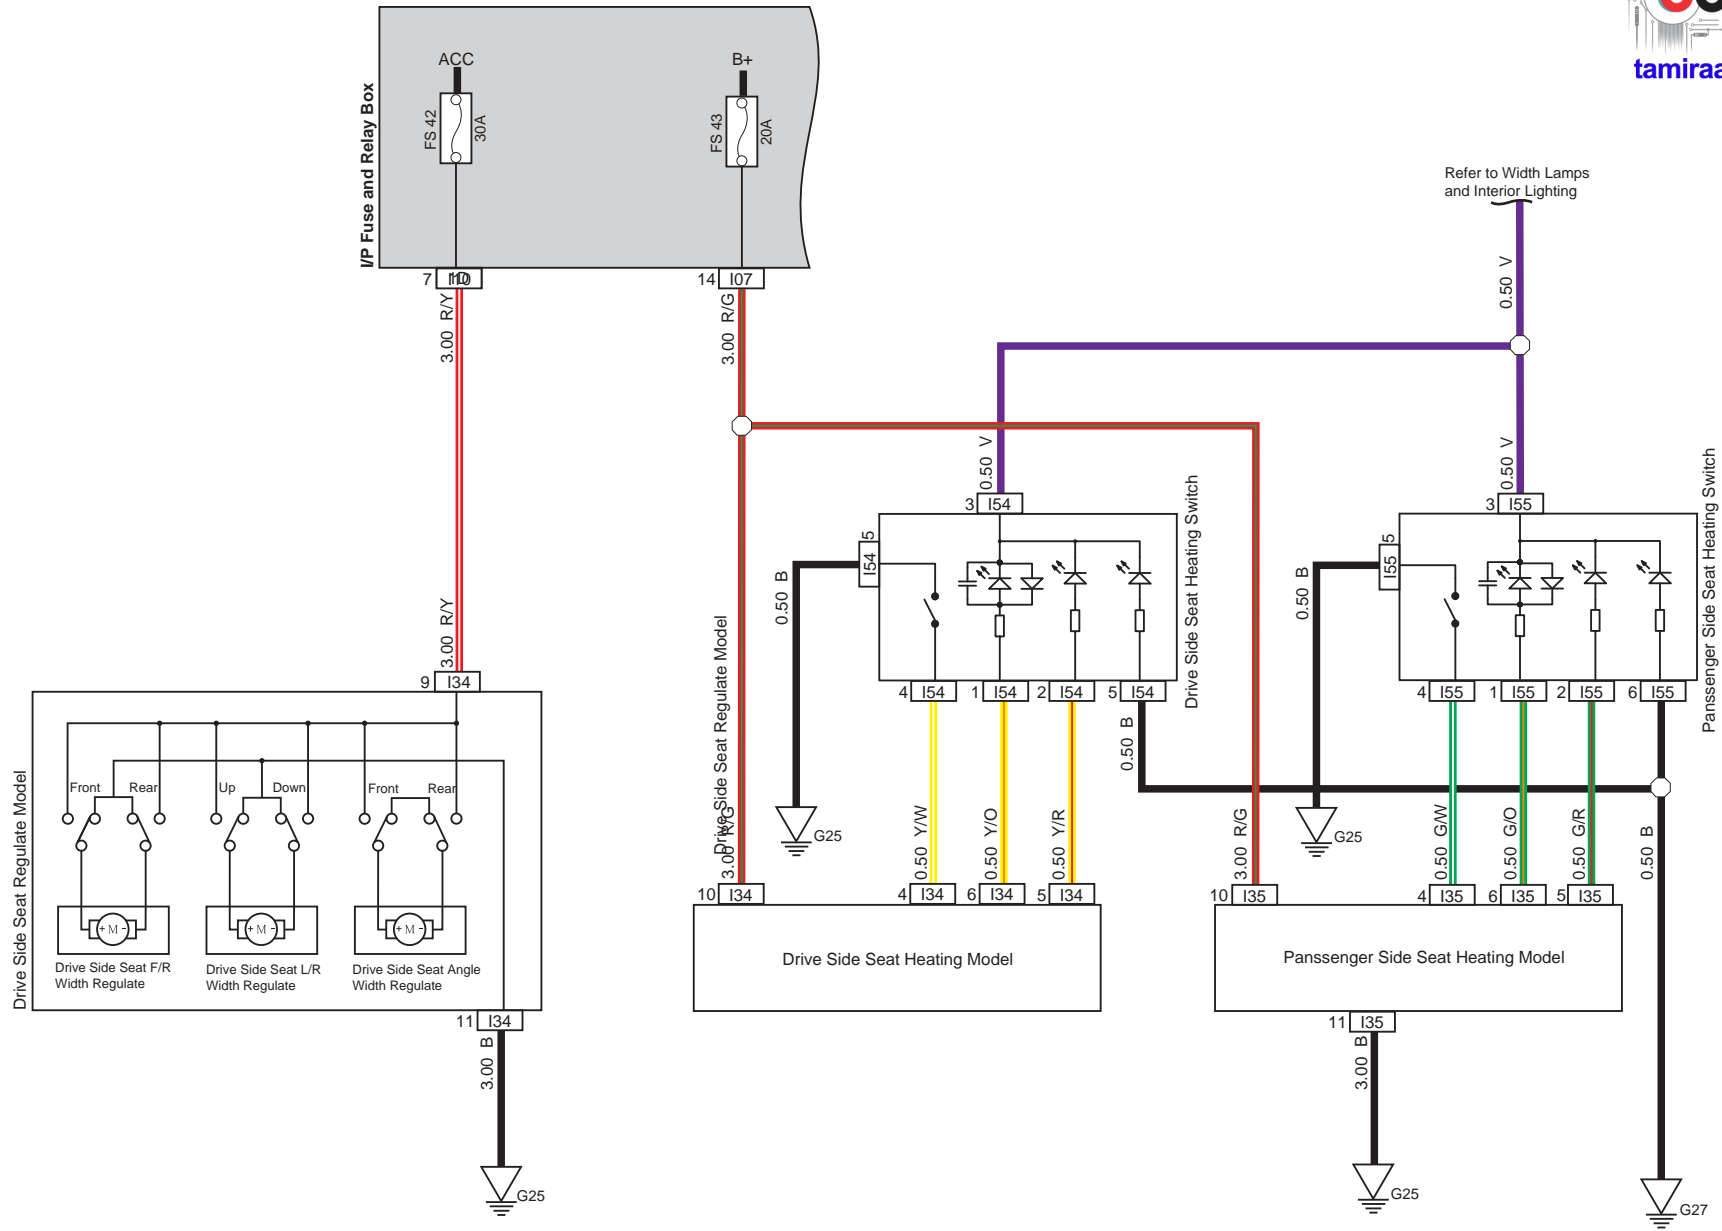 tamiraa
I/P Fuse and Relay Box
ACC
FS 42
30A
B+
FS 43
20A
7
14 I07
3.00 R/Y
3.00 R/G
Refer to Width Lamps
and Interior Lighting
0.50 V
0.50 V
0.50 V
3 I54
3 I55
I54 5
I55 5
0.50 B
0.50 B
Drive Side Seat Heating Switch
Panssenger Side Seat Heating Switch
3.00 R/Y
9 I34
4 I54
1 I54
2 I54
5 I54
4 I55
1 I55
2 I55
6 I55
0.50 B
Drive Side Seat Regulate Model
Drive Side Seat Regulate Model
Front
Rear
Up
Down
Front
Rear
G25
G25
3.00 R/G
0.50 Y/W
0.50 Y/O
0.50 Y/R
3.00 R/G
0.50 G/W
0.50 G/O
0.50 G/R
0.50 B
10 I34
4 I34
6 I34
5 I34
10 I35
4 I35
6 I35
5 I35
+ M -
+ M -
+ M -
Drive Side Seat F/R
Width Regulate
Drive Side Seat L/R
Width Regulate
Drive Side Seat Angle
Width Regulate
Drive Side Seat Heating Model
Panssenger Side Seat Heating Model
11 I34
11 I35
3.00 B
3.00 B
G25
G25
G27